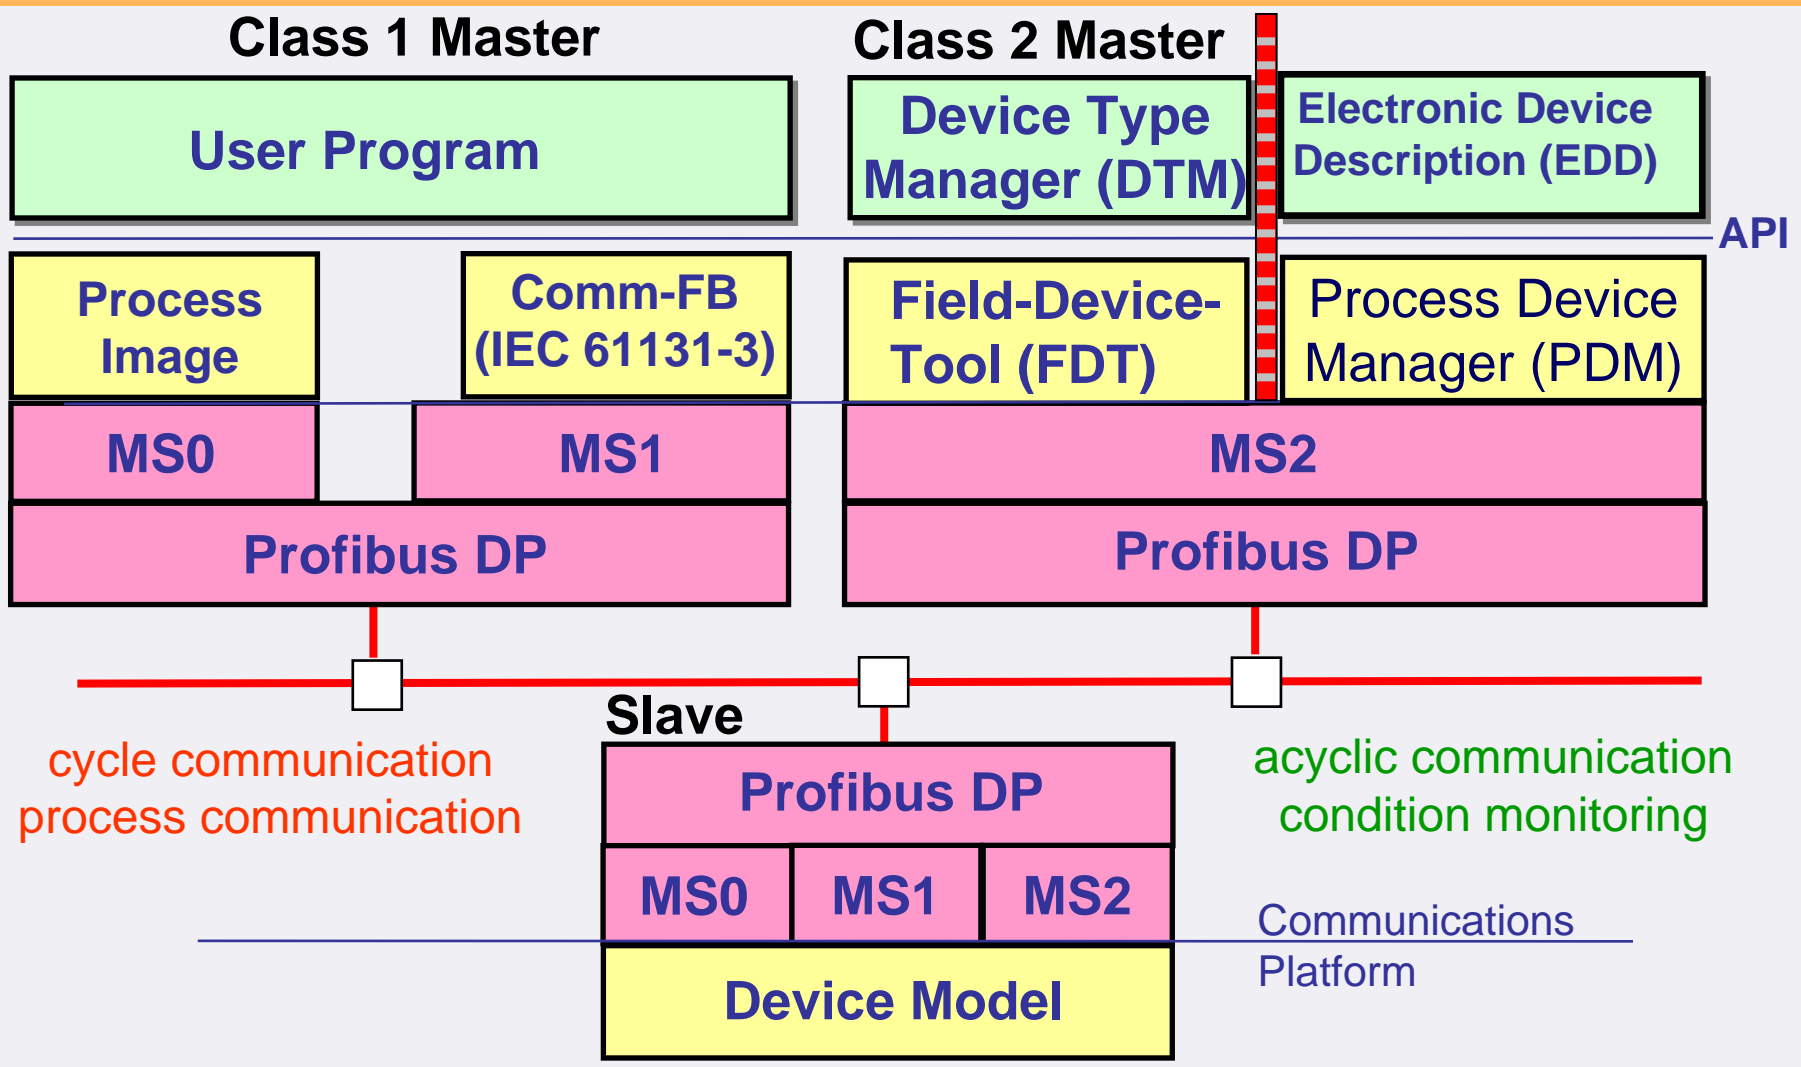 Class 1 Master
Class 2 Master
User Program
Device Type
Manager (DTM)
Electronic Device
Description (EDD)
API
Process
Image
Comm-FB
(IEC 61131-3)
Field-Device-
Tool (FDT)
Process Device
Manager (PDM)
MS0
MS1
MS2
Profibus DP
Profibus DP
Slave
cycle communication
process communication
Profibus DP
acyclic communication
condition monitoring
MS0
MS1
MS2
Communications
Platform
Device Model